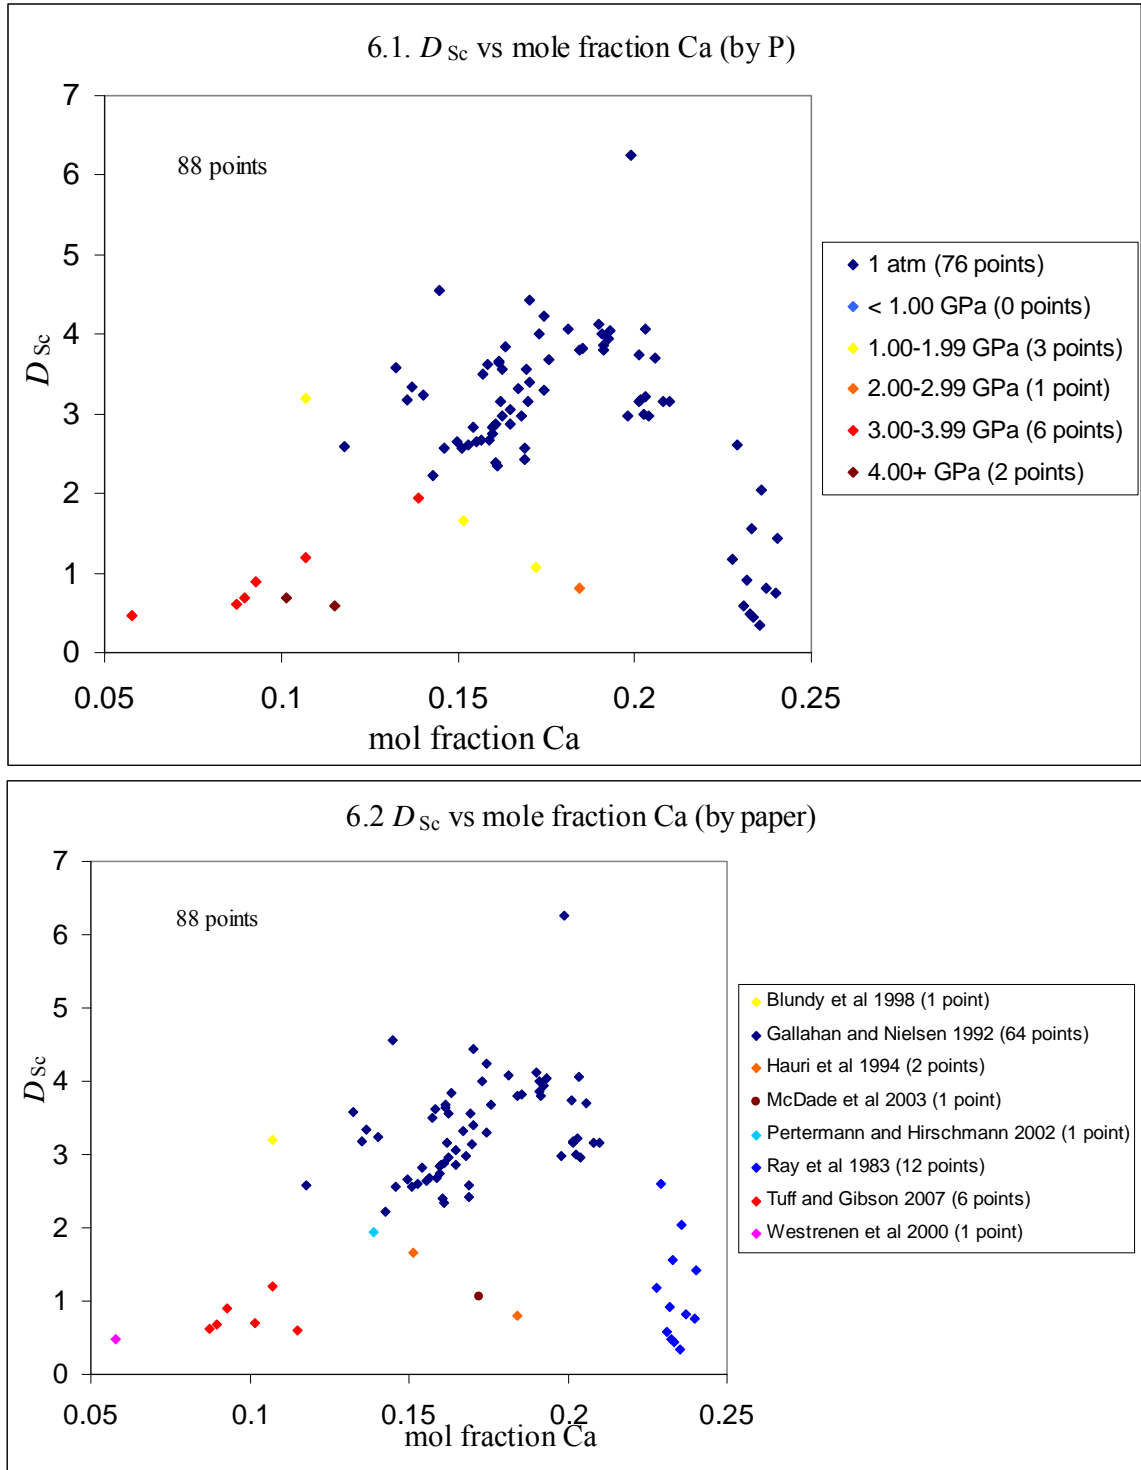 6.1. D Sc vs mole fraction Ca (by P)
7
88 points
6
5
4
3
2
1
0
D Sc
0.05 0.1 0.15 0.2 0.25
mol fraction Ca
1 atm (76 points)
< 1.00 GPa (0 points)
1.00-1.99 GPa (3 points)
2.00-2.99 GPa (1 point)
3.00-3.99 GPa (6 points)
4.00+ GPa (2 points)
6.2 D Sc vs mole fraction Ca (by paper)
7
88 points
6
5
4
3
2
1
0
D Sc
0.05 0.1 0.15 0.2 0.25
mol fraction Ca
Blundy et al 1998 (1 point)
Gallahan and Nielsen 1992 (64 points)
Hauri et al 1994 (2 points)
McDade et al 2003 (1 point)
Pertermann and Hirschmann 2002 (1 point)
Ray et al 1983 (12 points)
Tuff and Gibson 2007 (6 points)
Westrenen et al 2000 (1 point)